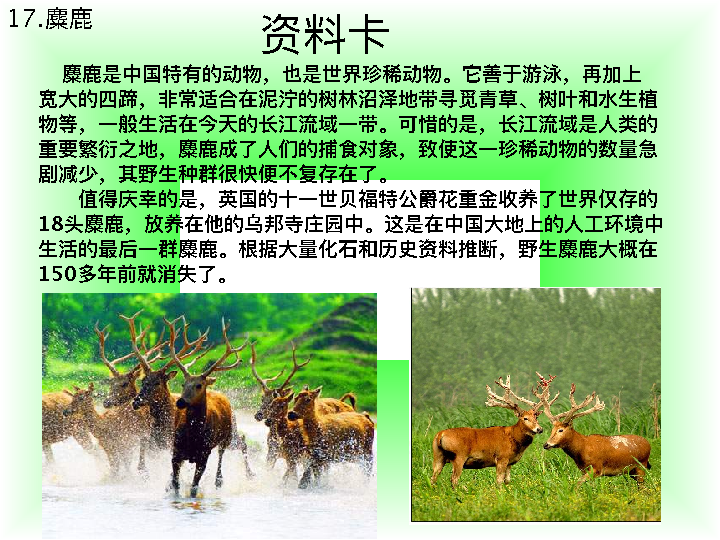 17.麋鹿
资料卡
麋鹿是中国特有的动物，也是世界珍稀动物。它善于游泳，再加上
宽大的四蹄，非常适合在泥泞的树林沼泽地带寻觅青草、树叶和水生植
物等，一般生活在今天的长江流域一带。可惜的是，长江流域是人类的
重要繁衍之地，麋鹿成了人们的捕食对象，致使这一珍稀动物的数量急
剧减少，其野生种群很快便不复存在了。
值得庆幸的是，英国的十一世贝福特公爵花重金收养了世界仅存的
18头麋鹿，放养在他的乌邦寺庄园中。这是在中国大地上的人工环境中
生活的最后一群麋鹿。根据大量化石和历史资料推断，野生麋鹿大概在
150多年前就消失了。